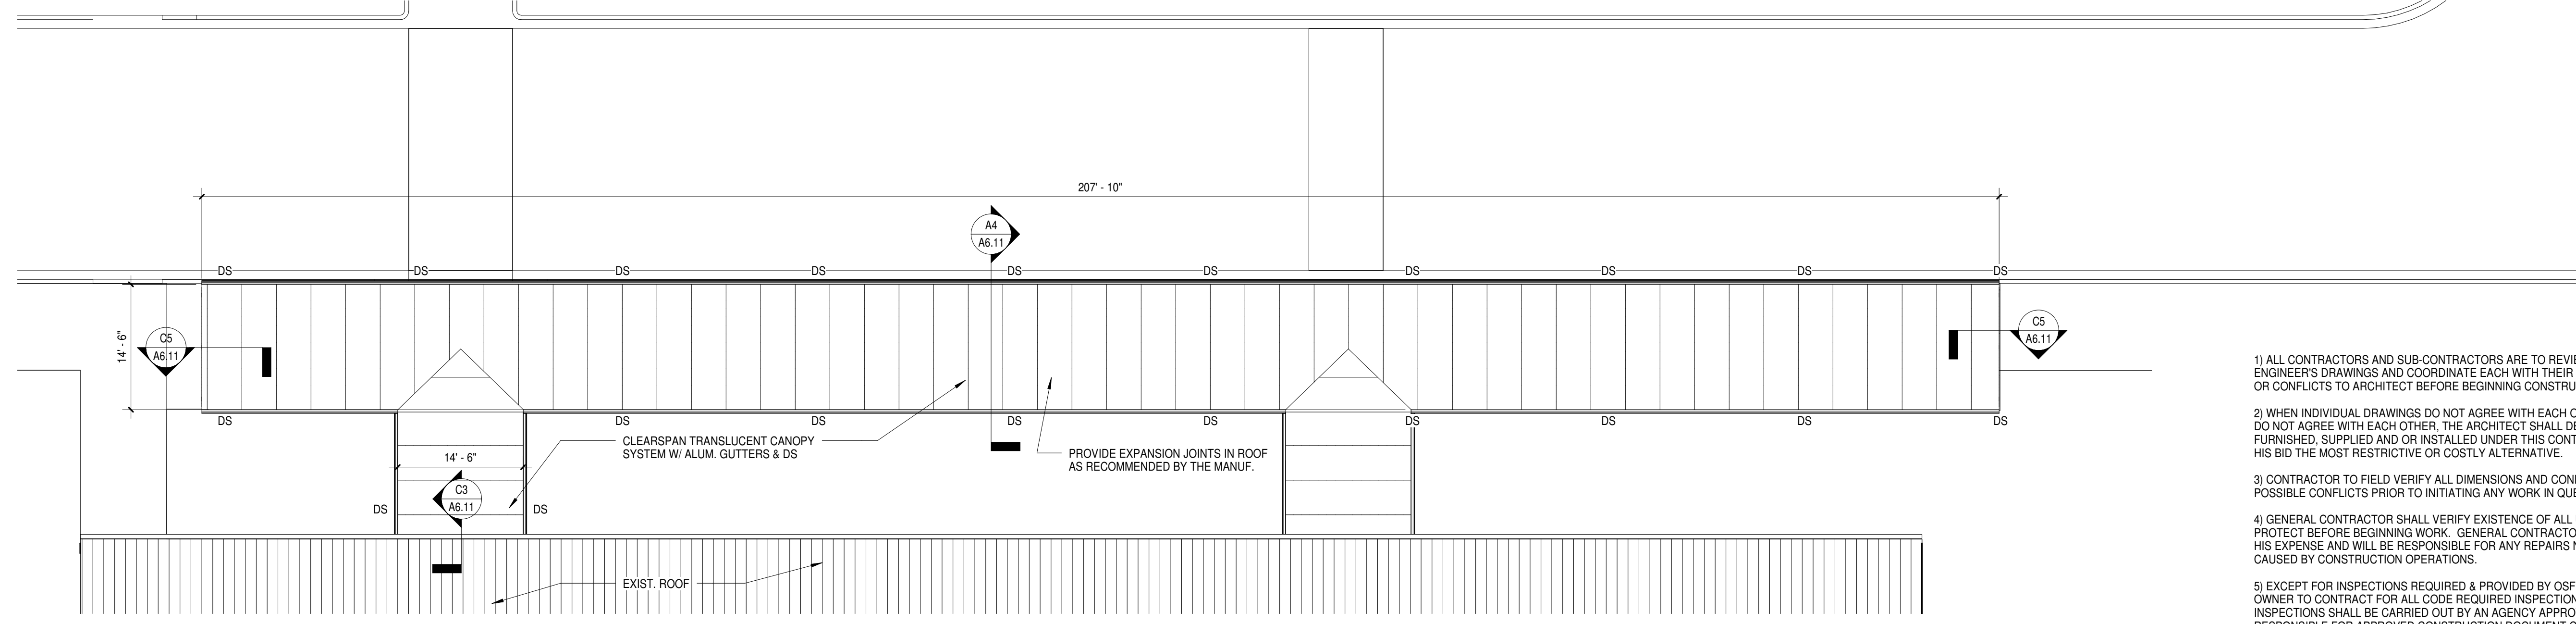 207' - 10"
A4
A6.11
DS DS DS DS DS DS DS DS DS DS
14' - 6"
C5
A6.11
C5
A6.11
DS DS DS DS DS DS DS DS
CLEARSPAN TRANSLUCENT CANOPY
SYSTEM W/ ALUM. GUTTERS & DS
PROVIDE EXPANSION JOINTS IN ROOF
AS RECOMMENDED BY THE MANUF.
14' - 6"
C3
A6.11
DS DS
EXIST. ROOF
1) ALL CONTRACTORS AND SUB-CONTRACTORS ARE TO REVIE
ENGINEER'S DRAWINGS AND COORDINATE EACH WITH THEIR
OR CONFLICTS TO ARCHITECT BEFORE BEGINNING CONSTRU
2) WHEN INDIVIDUAL DRAWINGS DO NOT AGREE WITH EACH O
DO NOT AGREE WITH EACH OTHER, THE ARCHITECT SHALL DE
FURNISHED, SUPPLIED AND OR INSTALLED UNDER THIS CONT
HIS BID THE MOST RESTRICTIVE OR COSTLY ALTERNATIVE.
3) CONTRACTOR TO FIELD VERIFY ALL DIMENSIONS AND CON
POSSIBLE CONFLICTS PRIOR TO INITIATING ANY WORK IN QUE
4) GENERAL CONTRACTOR SHALL VERIFY EXISTENCE OF ALL
PROTECT BEFORE BEGINNING WORK. GENERAL CONTRACTO
HIS EXPENSE AND WILL BE RESPONSIBLE FOR ANY REPAIRS N
CAUSED BY CONSTRUCTION OPERATIONS.
5) EXCEPT FOR INSPECTIONS REQUIRED & PROVIDED BY OSF
OWNER TO CONTRACT FOR ALL CODE REQUIRED INSPECTION
INSPECTIONS SHALL BE CARRIED OUT BY AN AGENCY APPRO
RESPONSIBLE FOR APPROVED CONSTRUCTION DOCUMENT